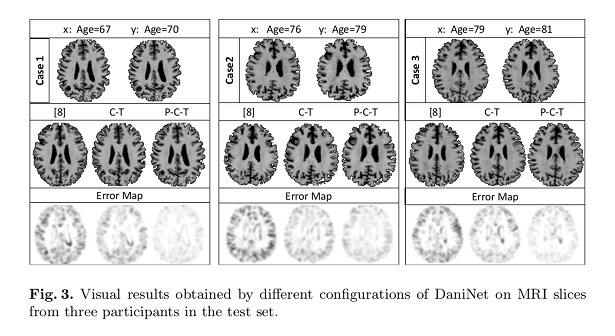 x: Age=67 y: Age=70
Case 1
[8] C-T P-C-T
Error Map
x: Age=76 y: Age=79
Case2
[8] C-T P-C-T
Error Map
x: Age=79 y: Age=81
Case 3
[8] C-T P-C-T
Error Map
Fig. 3. Visual results obtained by different configurations of DaniNet on MRI slices
from three participants in the test set.